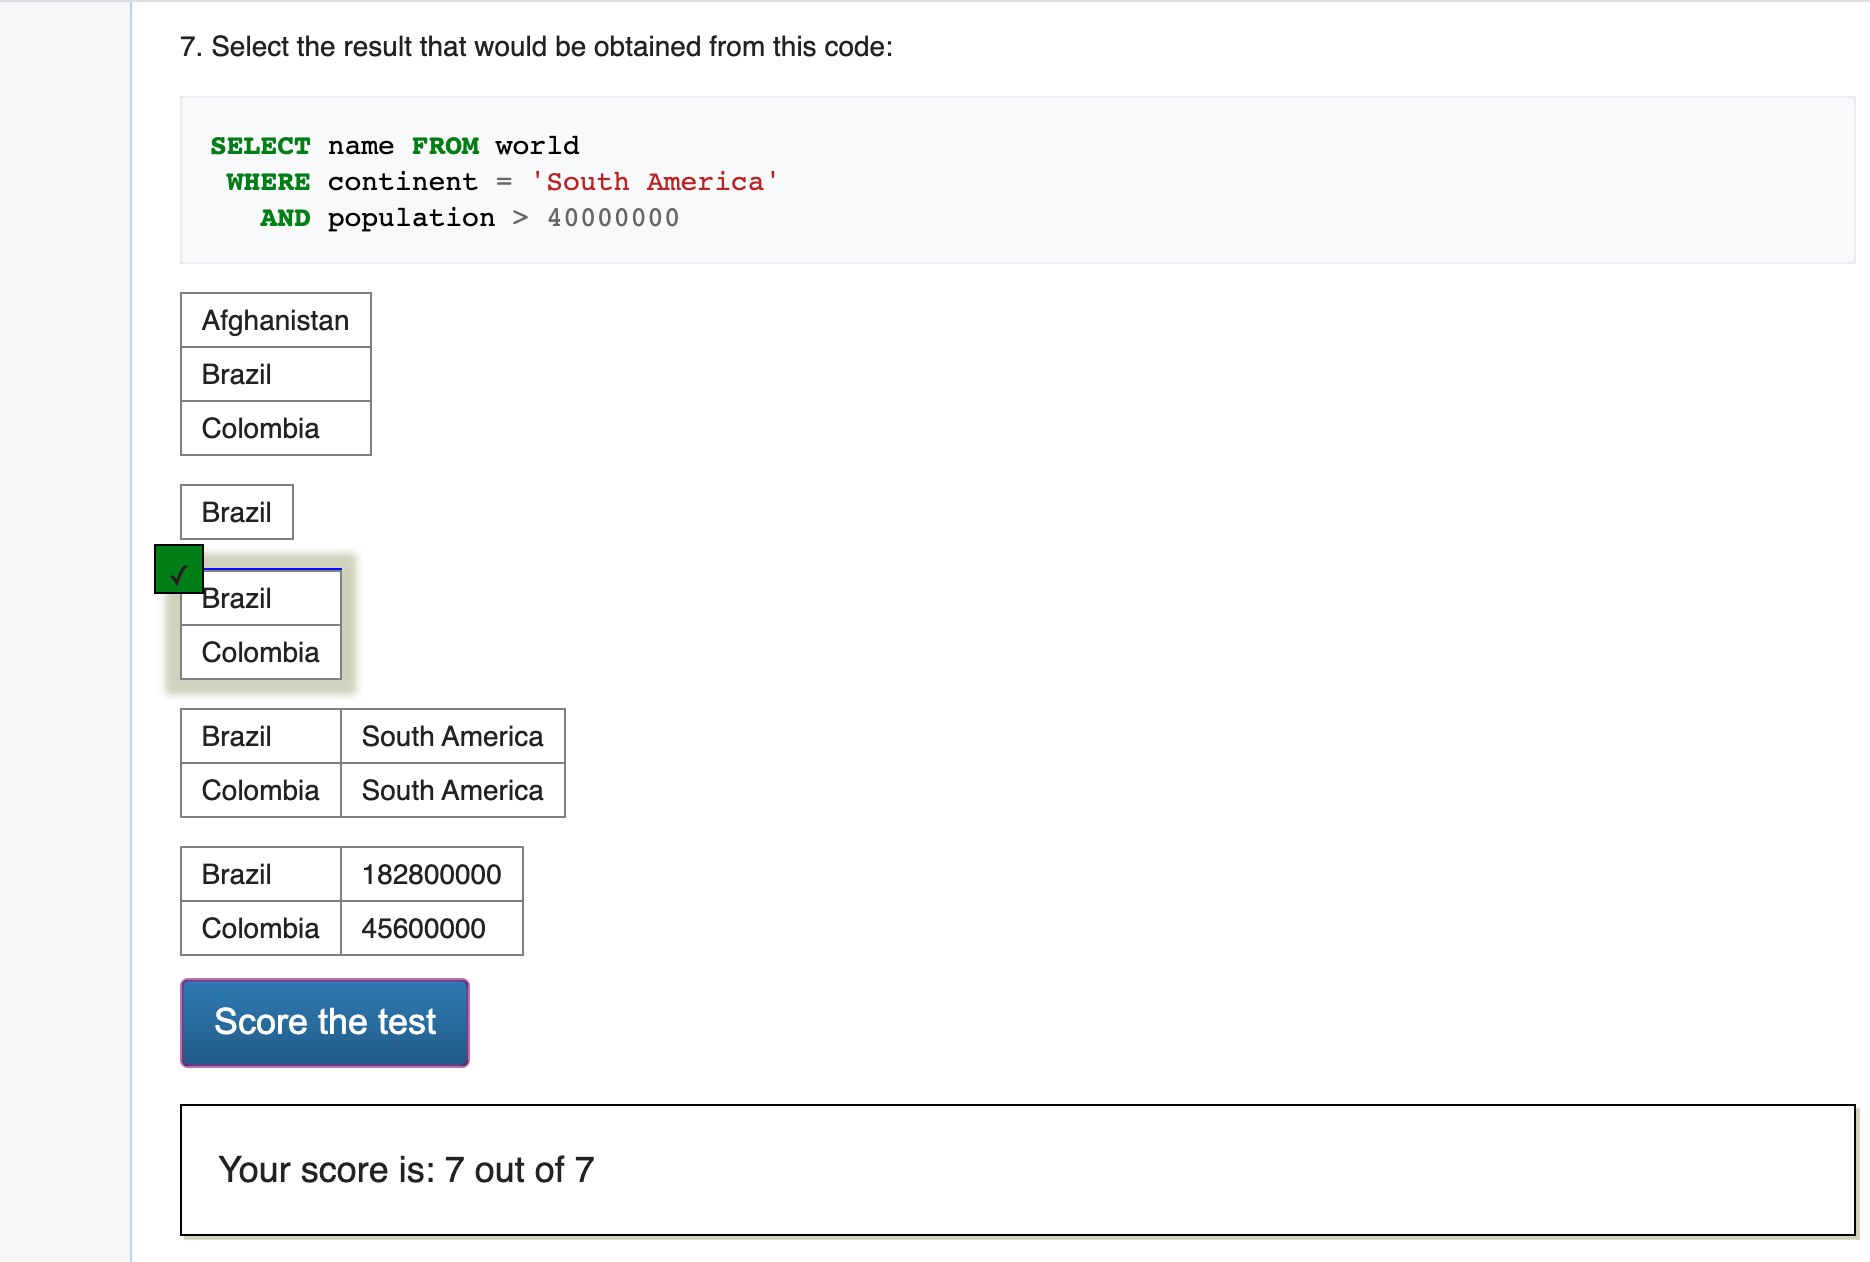 7. Select the result that would be obtained from this code:
SELECT name FROM world
WHERE continent = 'South America'
AND population > 40000000
Afghanistan
Brazil
Colombia
Brazil
✓
Brazil
Colombia
Brazil South America
Colombia South America
Brazil 182800000
Colombia 45600000
Score the test
Your score is: 7 out of 7